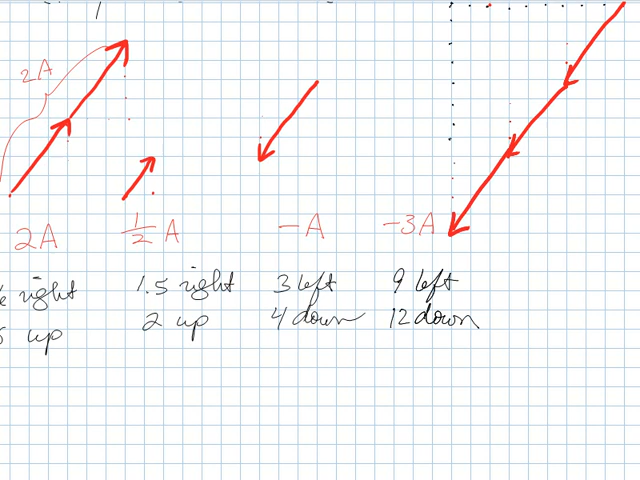 2A
2A
1/2 A
-A
-3A
right 1.5 right 3 left 9 left
up 2 up 4 down 12 down